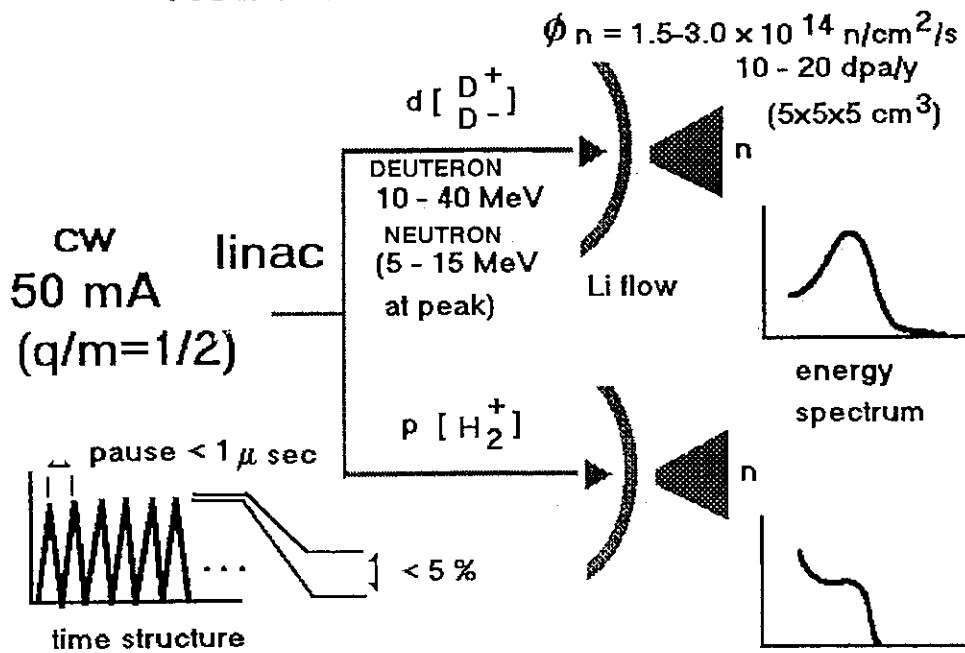 ϕ n = 1.5-3.0 x 10 14 n/cm2/s
10 - 20 dpa/y
(5x5x5 cm3)
d [ D+ D- ]
n
DEUTERON
10 - 40 MeV
NEUTRON
(5 - 15 MeV
at peak)
Li flow
CW
linac
50 mA
(q/m=1/2)
energy
spectrum
p [ H2+ ]
n
pause < 1 μ sec
...
< 5 %
time structure